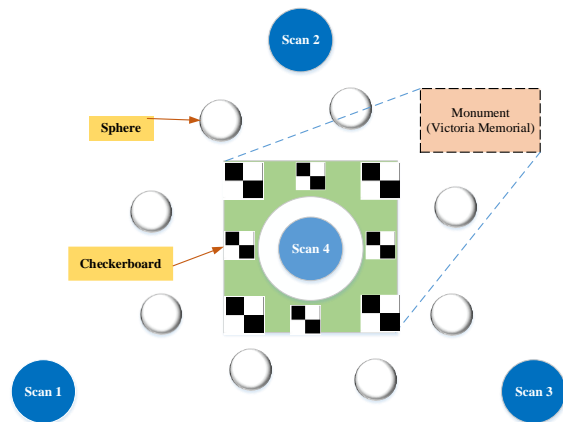 Scan 2
Sphere
Monument
(Victoria Memorial)
Checkerboard
Scan 4
Scan 1
Scan 3